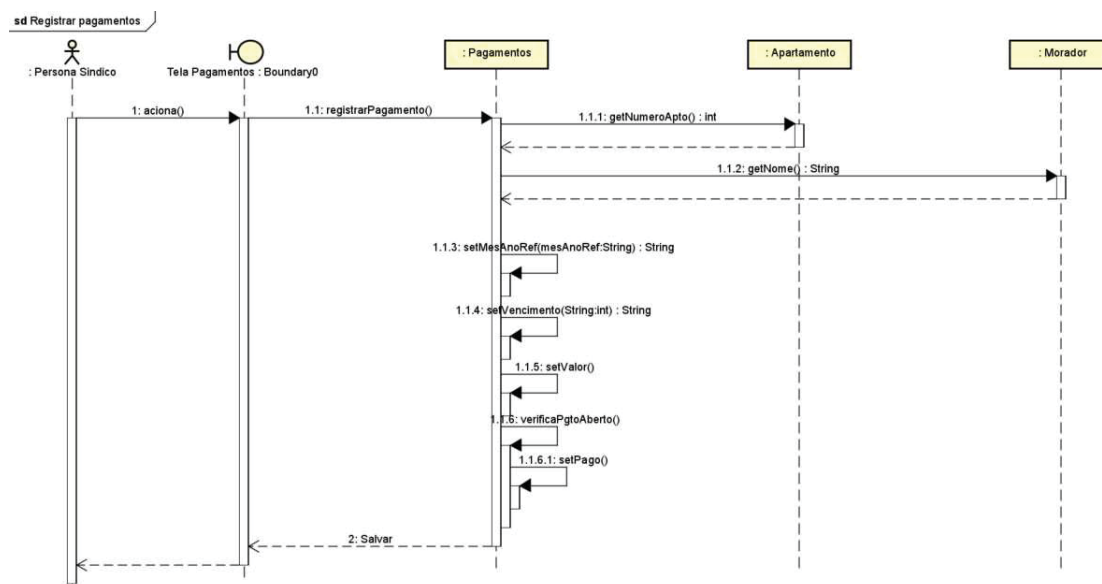 sd Registrar pagamentos
: Persona Sindico
Tela Pagamentos : Boundary0
: Pagamentos
: Apartamento
: Morador
1: aciona()
1.1: registrarPagamento()
1.1.1: getNumeroApto() : int
1.1.2: getNome() : String
1.1.3: setMesAnoRef(mesAnoRef:String) : String
1.1.4: setVencimento(String:int) : String
1.1.5: setValor()
1.1.6: verificaPgtoAberto()
1.1.6.1: setPago()
2: Salvar